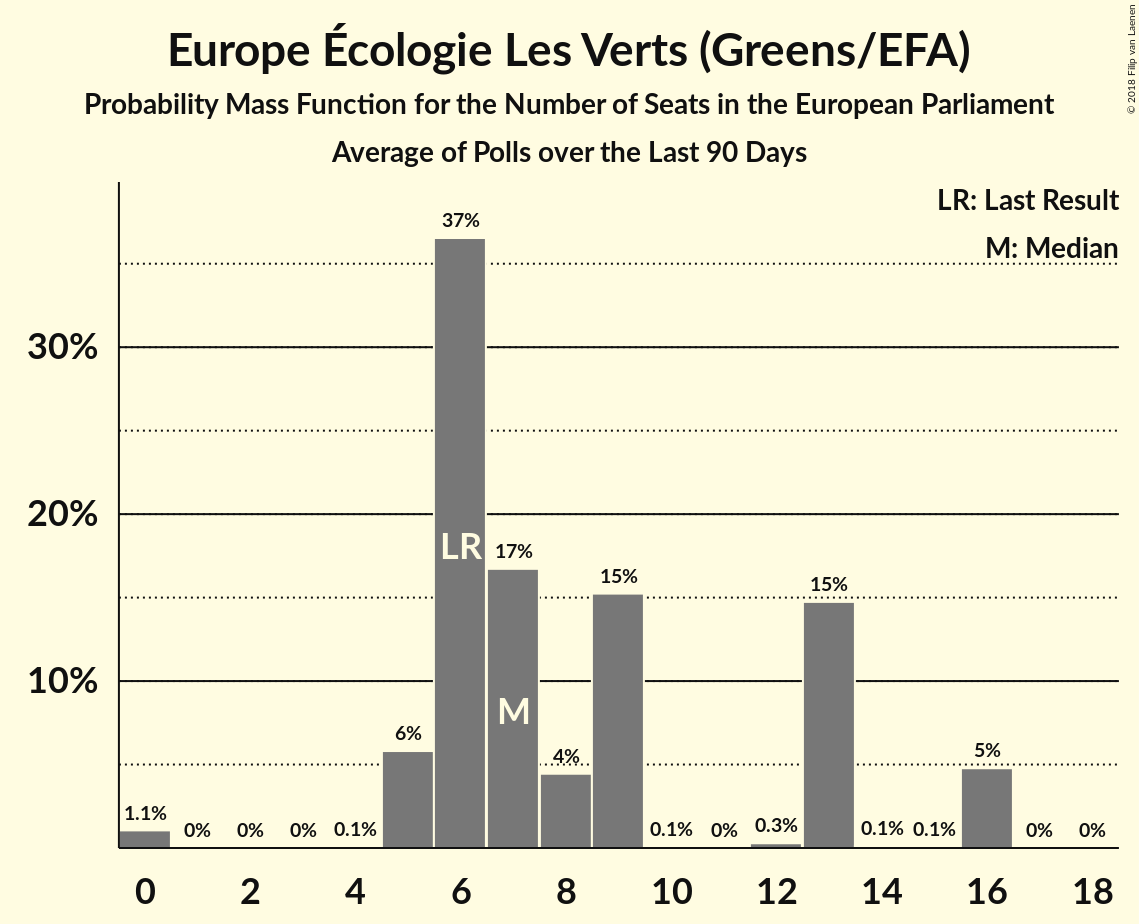 Europe Écologie Les Verts (Greens/EFA)
Probability Mass Function for the Number of Seats in the European Parliament
Average of Polls over the Last 90 Days
© 2018 Filip van Laenen
LR: Last Result
M: Median
37%
30%
20%
LR
17%
15%
15%
10%
M
6%
4%
5%
1.1%
0%
0%
0%
0.1%
0.1%
0%
0.3%
0.1%
0.1%
0%
0%
0 2 4 6 8 10 12 14 16 18